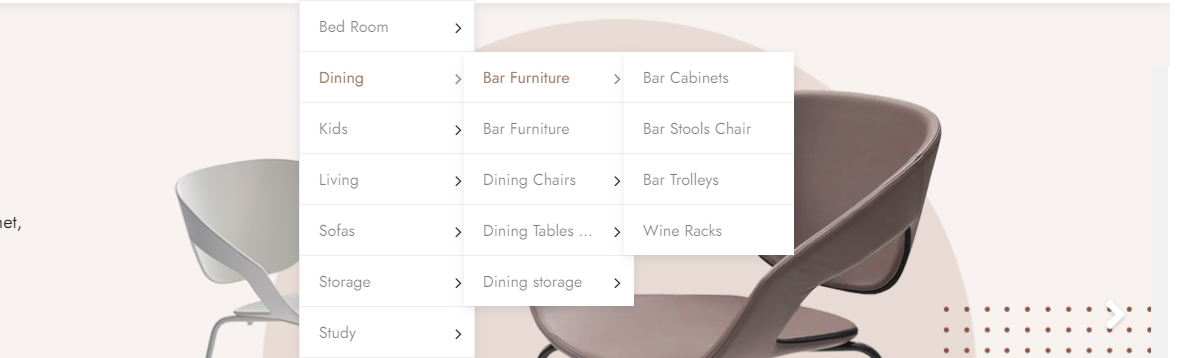 Bed Room
Dining
Bar Furniture
Bar Cabinets
Kids
Bar Furniture
Bar Stools Chair
Living
Dining Chairs
Bar Trolleys
Sofas
Dining Tables ...
Wine Racks
Storage
Dining storage
Study